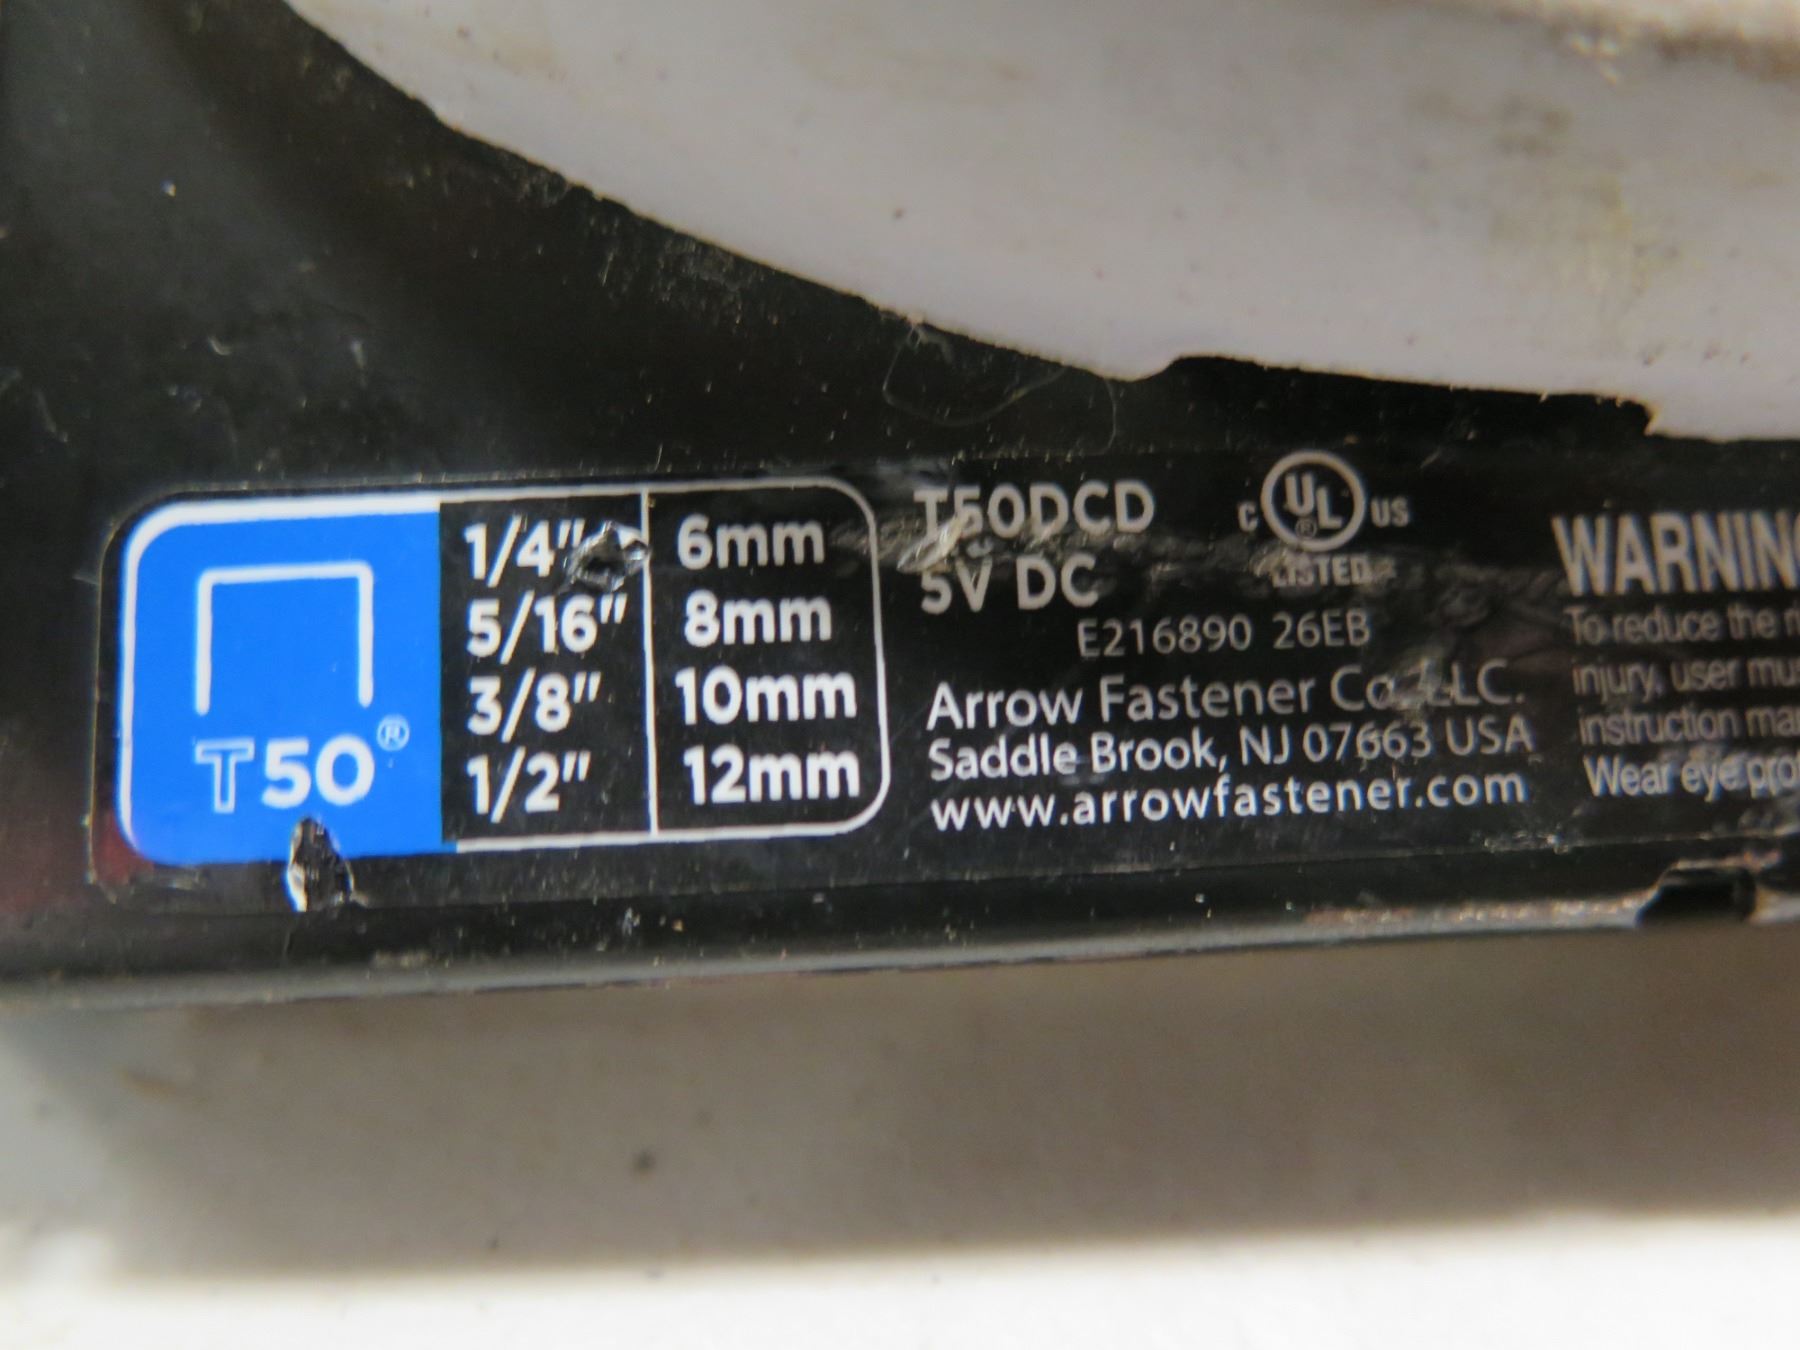 T50®
1/4" 6mm
5/16" 8mm
3/8" 10mm
1/2" 12mm
T50DCD
5V DC
C UL® US
LISTED
E216890 26EB
Arrow Fastener Co., LLC.
Saddle Brook, NJ 07663 USA
www.arrowfastener.com
WARNING
To reduce the
injury, user
instruction
Wear eye